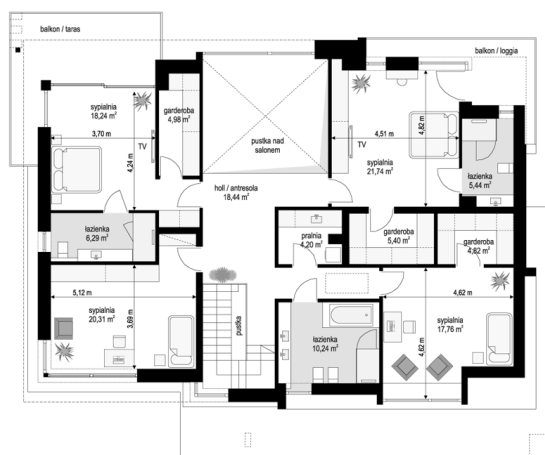 balkon / taras
balkon / loggia
sypialnia
18,24 m²
3,70 m
4,24 m
TV
garderoba
4,98 m²
pustka nad
salonem
4,51 m
4,82 m
TV
sypialnia
21,74 m²
łazienka
5,44 m²
holl / antresola
18,44 m²
łazienka
6,29 m²
pralnia
4,20 m²
garderoba
5,40 m²
garderoba
4,62 m²
5,12 m
3,69 m
sypialnia
20,31 m²
pustka
łazienka
10,24 m²
4,62 m
4,62 m
sypialnia
17,76 m²